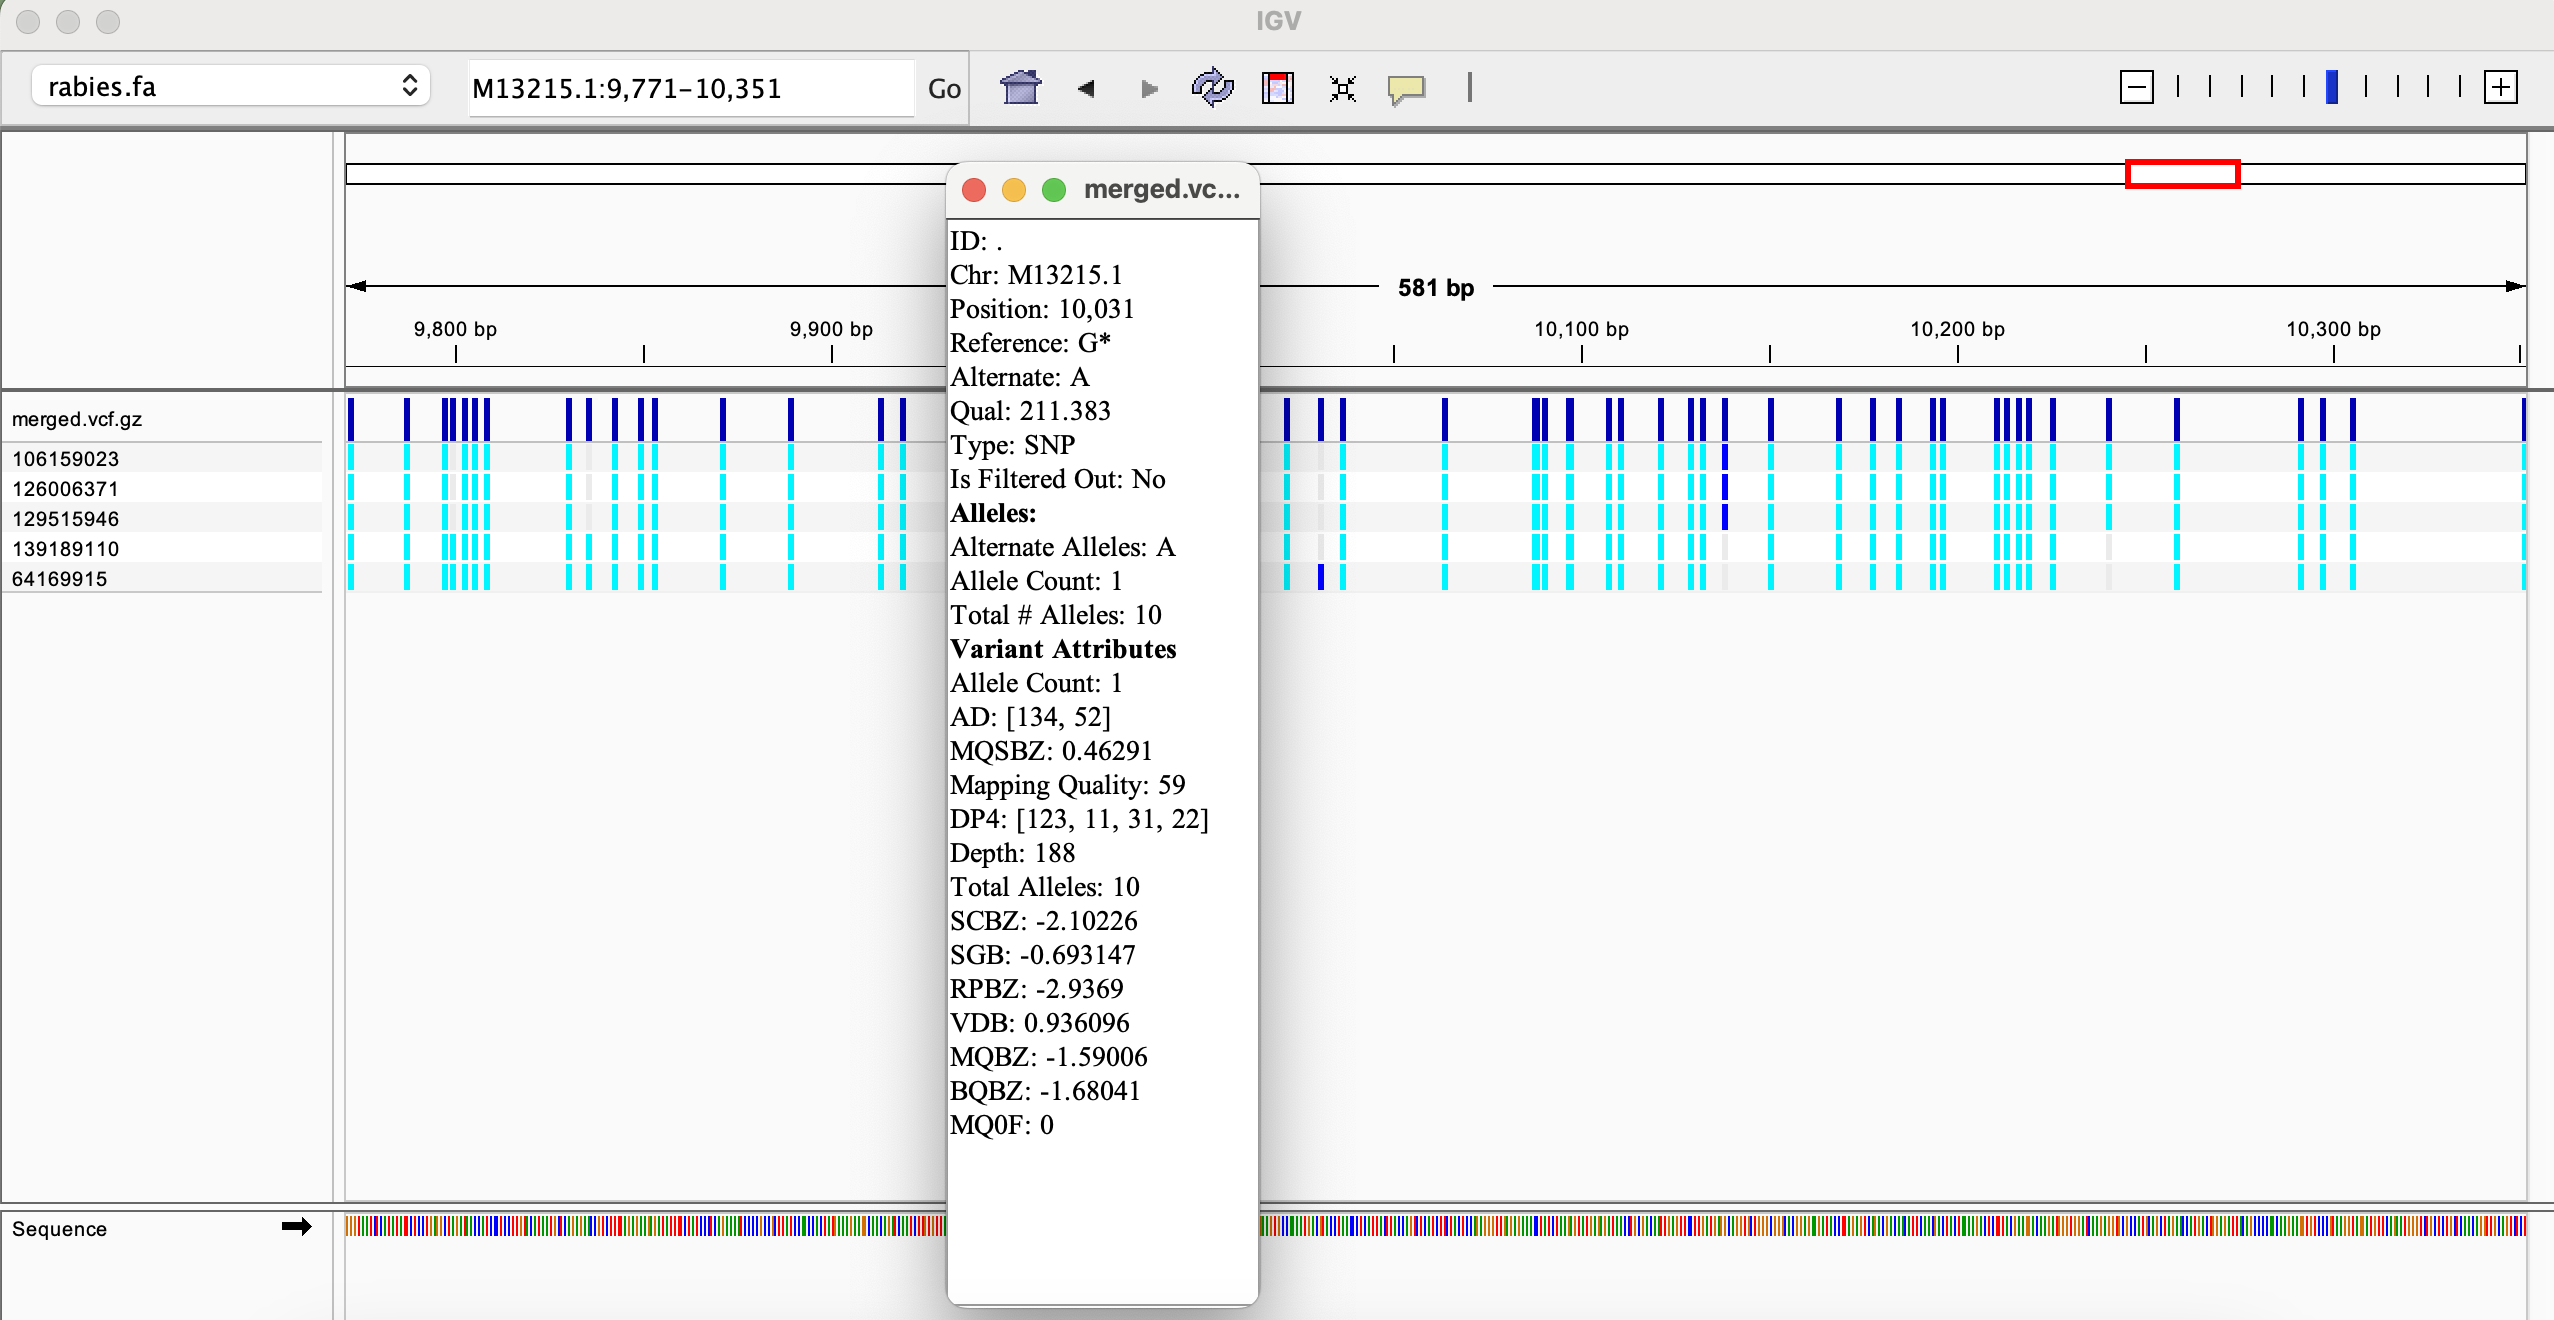 IGV
rabies.fa
M13215.1:9,771-10,351
Go
merged.vc...
ID: .
Chr: M13215.1
Position: 10,031
Reference: G*
Alternate: A
Qual: 211.383
Type: SNP
Is Filtered Out: No
Alleles:
Alternate Alleles: A
Allele Count: 1
Total # Alleles: 10
Variant Attributes
Allele Count: 1
AD: [134, 52]
MQSBZ: 0.46291
Mapping Quality: 59
DP4: [123, 11, 31, 22]
Depth: 188
Total Alleles: 10
SCBZ: -2.10226
SGB: -0.693147
RPBZ: -2.9369
VDB: 0.936096
MQBZ: -1.59006
BQBZ: -1.68041
MQ0F: 0
581 bp
9,800 bp 9,900 bp 10,100 bp 10,200 bp 10,300 bp
merged.vcf.gz
106159023
126006371
129515946
139189110
64169915
Sequence